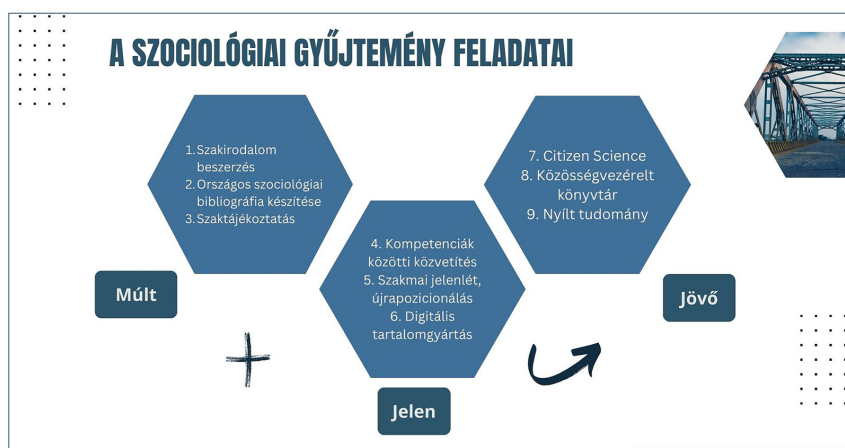 A SZOCIOLÓGIAI GYŰJTEMÉNY FELADATAI
1. Szakirodalom
beszerzés
2. Országos szociológiai
bibliográfia készítése
3. Szaktájékoztatás
Múlt
4. Kompetenciák
közötti közvetítés
5. Szakmai jelenlét,
újrapozicionálás
6. Digitális
tartalomgyártás
Jelen
7. Citizen Science
8. Közösségvezérelt
könyvtár
9. Nyílt tudomány
Jövő